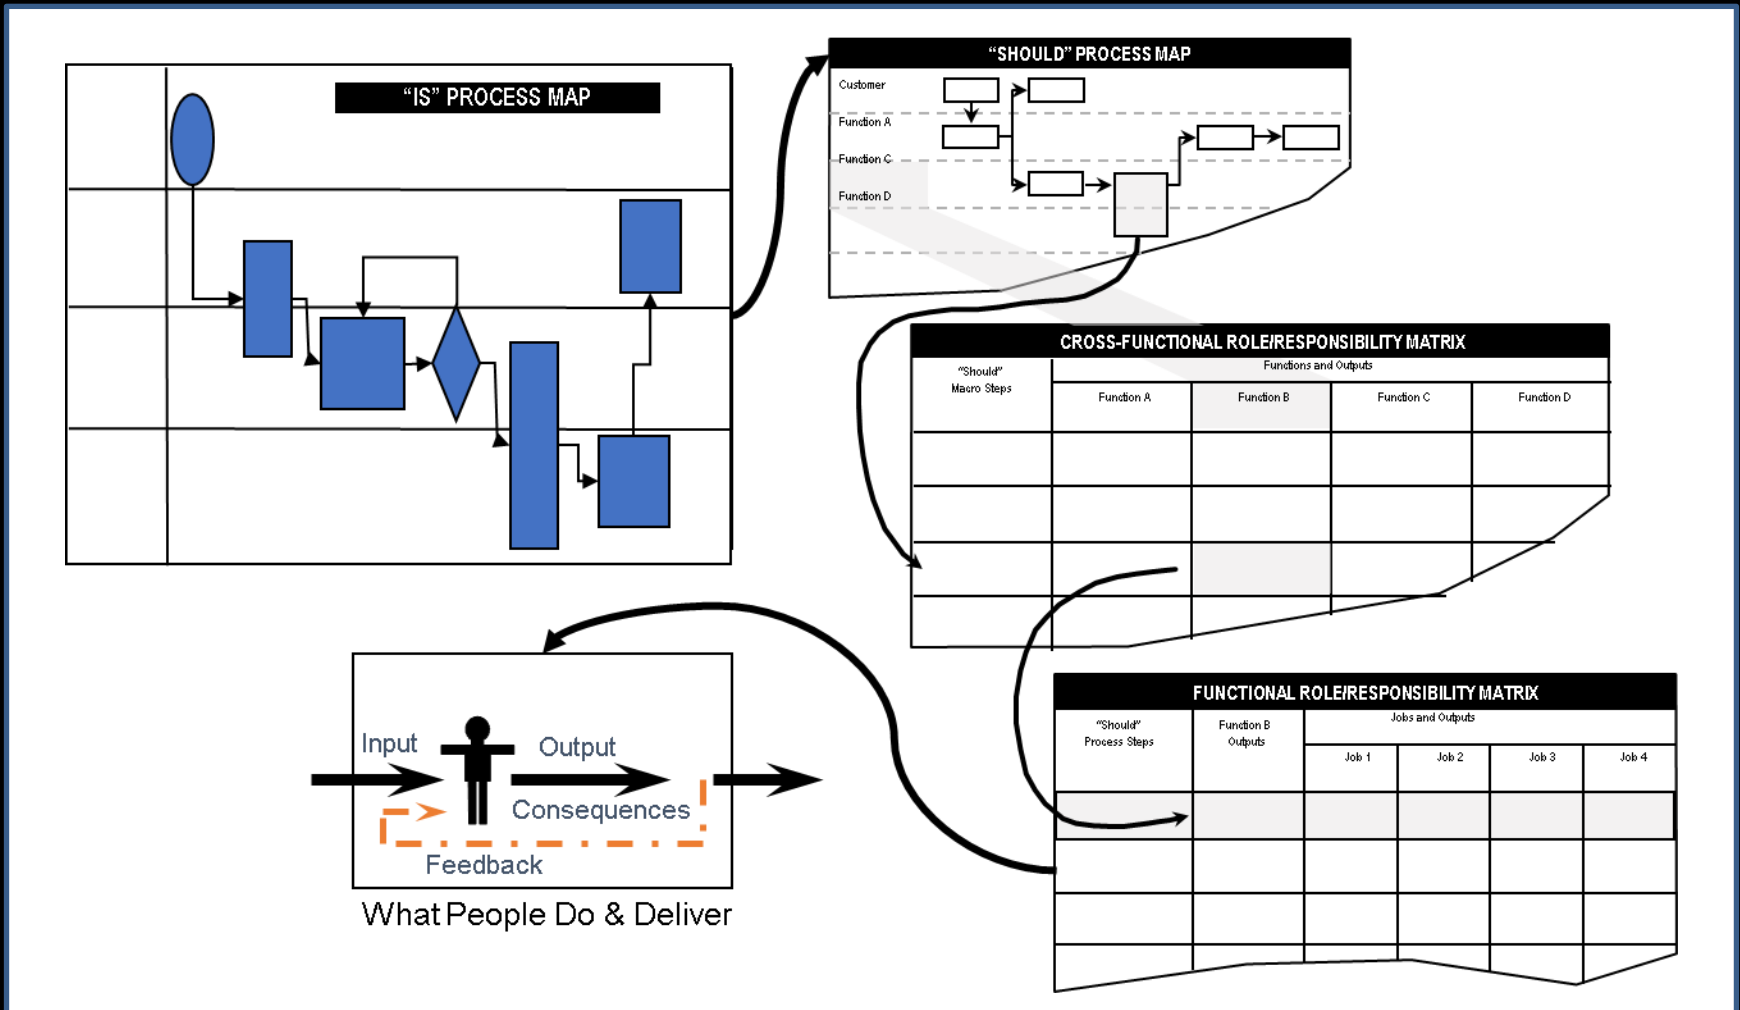 “IS” PROCESS MAP
“SHOULD” PROCESS MAP
Customer
Function A
Function C
Function D
CROSS-FUNCTIONAL ROLE/RESPONSIBILITY MATRIX
“Should”
Macro Steps
Functions and Outputs
Function A
Function B
Function C
Function D
FUNCTIONAL ROLE/RESPONSIBILITY MATRIX
“Should”
Process Steps
Function B
Outputs
Jobs and Outputs
Job 1
Job 2
Job 3
Job 4
Input
Output
Consequences
Feedback
What People Do & Deliver